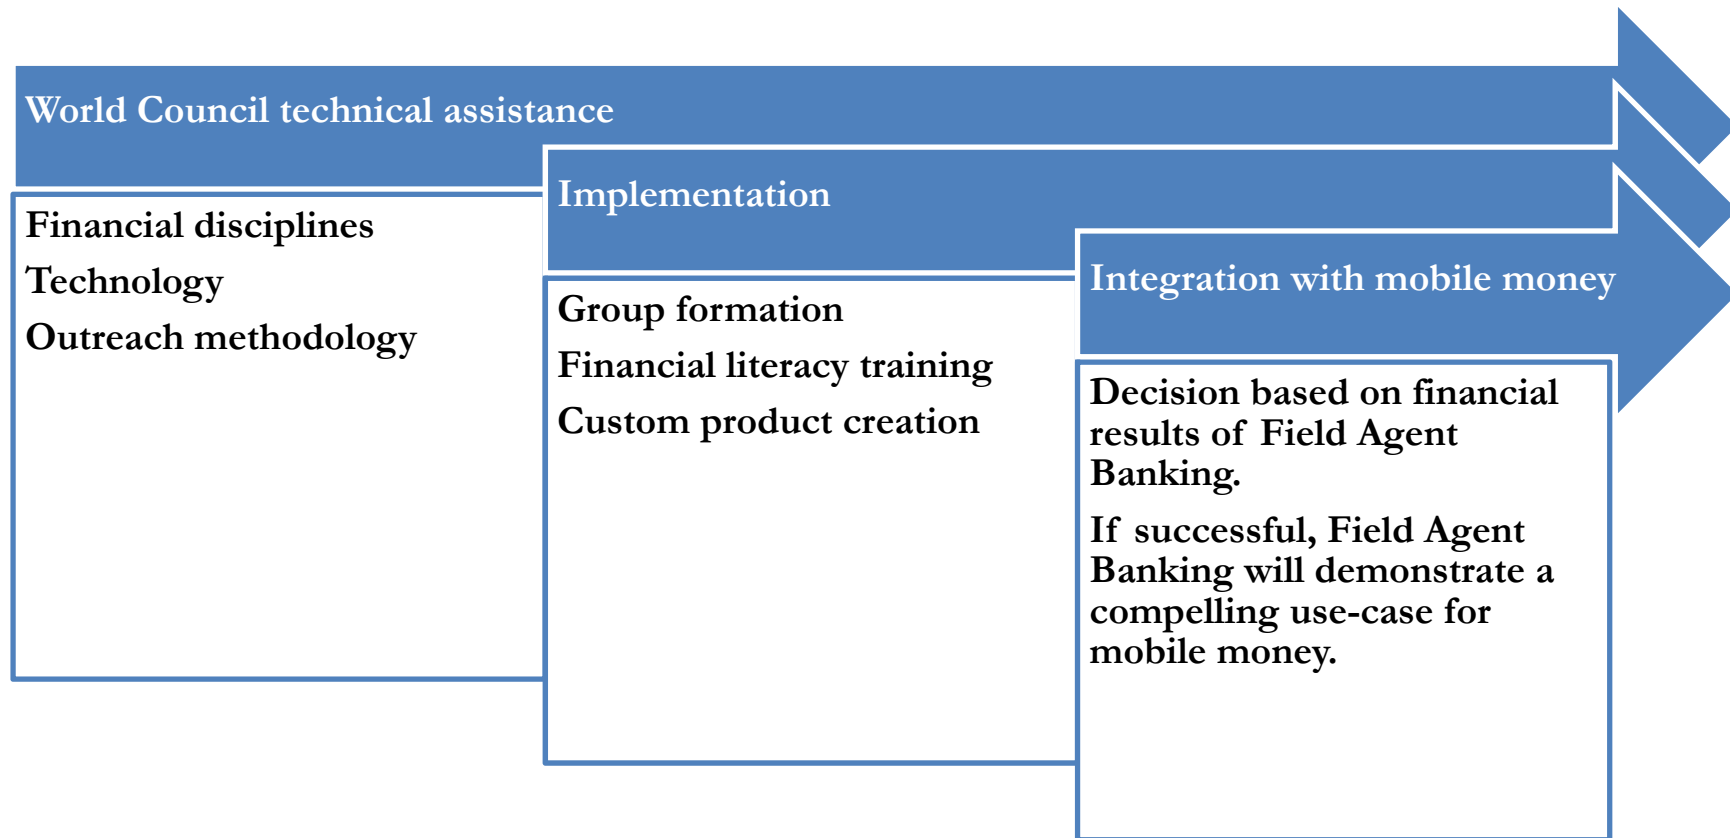 World Council technical assistance
Financial disciplines
Technology
Outreach methodology
Implementation
Group formation
Financial literacy training
Custom product creation
Integration with mobile money
Decision based on financial
results of Field Agent
Banking.
If successful, Field Agent
Banking will demonstrate a
compelling use-case for
mobile money.